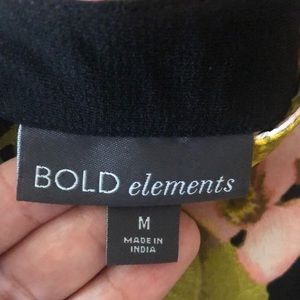 BOLD elements
M
MADE IN
INDIA